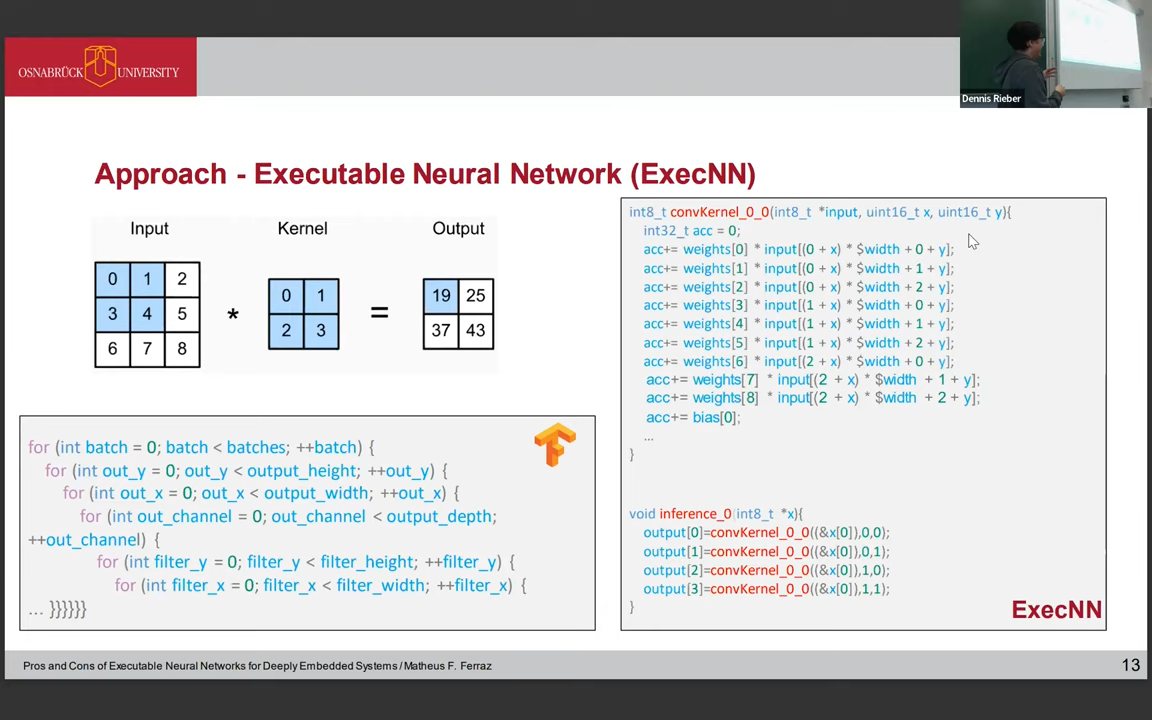 OSNABRÜCK UNIVERSITY
Dennis Rieber
Approach - Executable Neural Network (ExecNN)
Input Kernel Output
0 1 2
3 4 5
6 7 8
*
0 1
2 3
=
19 25
37 43
for (int batch = 0; batch < batches; ++batch) {
for (int out_y = 0; out_y < output_height; ++out_y) {
for (int out_x = 0; out_x < output_width; ++out_x) {
for (int out_channel = 0; out_channel < output_depth;
++out_channel) {
for (int filter_y = 0; filter_y < filter_height; ++filter_y) {
for (int filter_x = 0; filter_x < filter_width; ++filter_x) {
... }}}}}}
int8_t convKernel_0_0(int8_t *input, uint16_t x, uint16_t y){
int32_t acc = 0;
acc+= weights[0] * input[(0 + x) * $width + 0 + y];
acc+= weights[1] * input[(0 + x) * $width + 1 + y];
acc+= weights[2] * input[(0 + x) * $width + 2 + y];
acc+= weights[3] * input[(1 + x) * $width + 0 + y];
acc+= weights[4] * input[(1 + x) * $width + 1 + y];
acc+= weights[5] * input[(1 + x) * $width + 2 + y];
acc+= weights[6] * input[(2 + x) * $width + 0 + y];
acc+= weights[7] * input[(2 + x) * $width + 1 + y];
acc+= weights[8] * input[(2 + x) * $width + 2 + y];
acc+= bias[0];
...
}
void inference_0(int8_t *x){
output[0]=convKernel_0_0((&x[0]),0,0);
output[1]=convKernel_0_0((&x[0]),0,1);
output[2]=convKernel_0_0((&x[0]),1,0);
output[3]=convKernel_0_0((&x[0]),1,1);
}
ExecNN
Pros and Cons of Executable Neural Networks for Deeply Embedded Systems / Matheus F. Ferraz
13